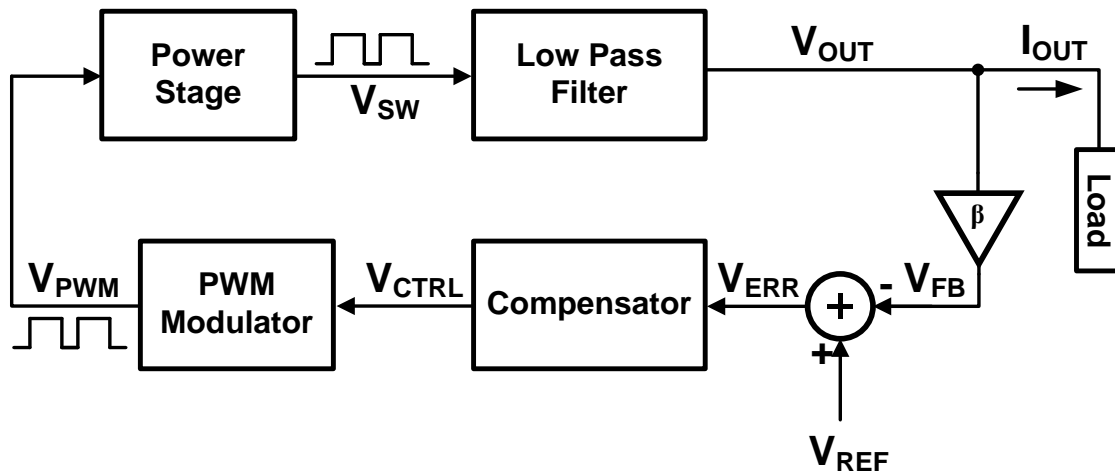 Power
Stage
V_SW
Low Pass
Filter
V_OUT
I_OUT
Load
β
V_PWM
PWM
Modulator
V_CTRL
Compensator
V_ERR
+
-
V_FB
+
V_REF